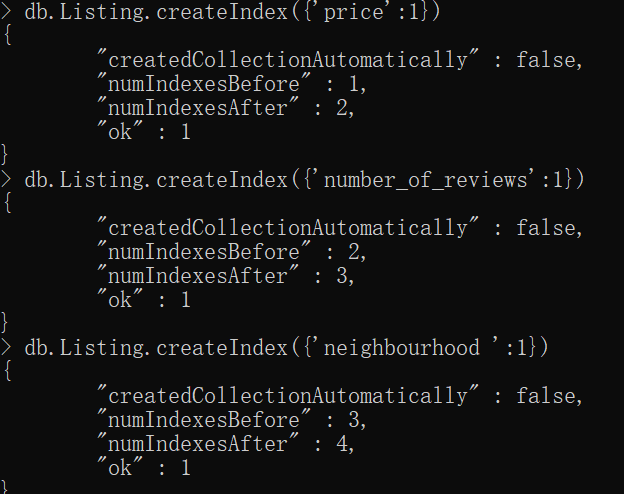 > db.Listing.createIndex({'price':1})
{
        "createdCollectionAutomatically" : false,
        "numIndexesBefore" : 1,
        "numIndexesAfter" : 2,
        "ok" : 1
}
> db.Listing.createIndex({'number_of_reviews':1})
{
        "createdCollectionAutomatically" : false,
        "numIndexesBefore" : 2,
        "numIndexesAfter" : 3,
        "ok" : 1
}
> db.Listing.createIndex({'neighbourhood ':1})
{
        "createdCollectionAutomatically" : false,
        "numIndexesBefore" : 3,
        "numIndexesAfter" : 4,
        "ok" : 1
}